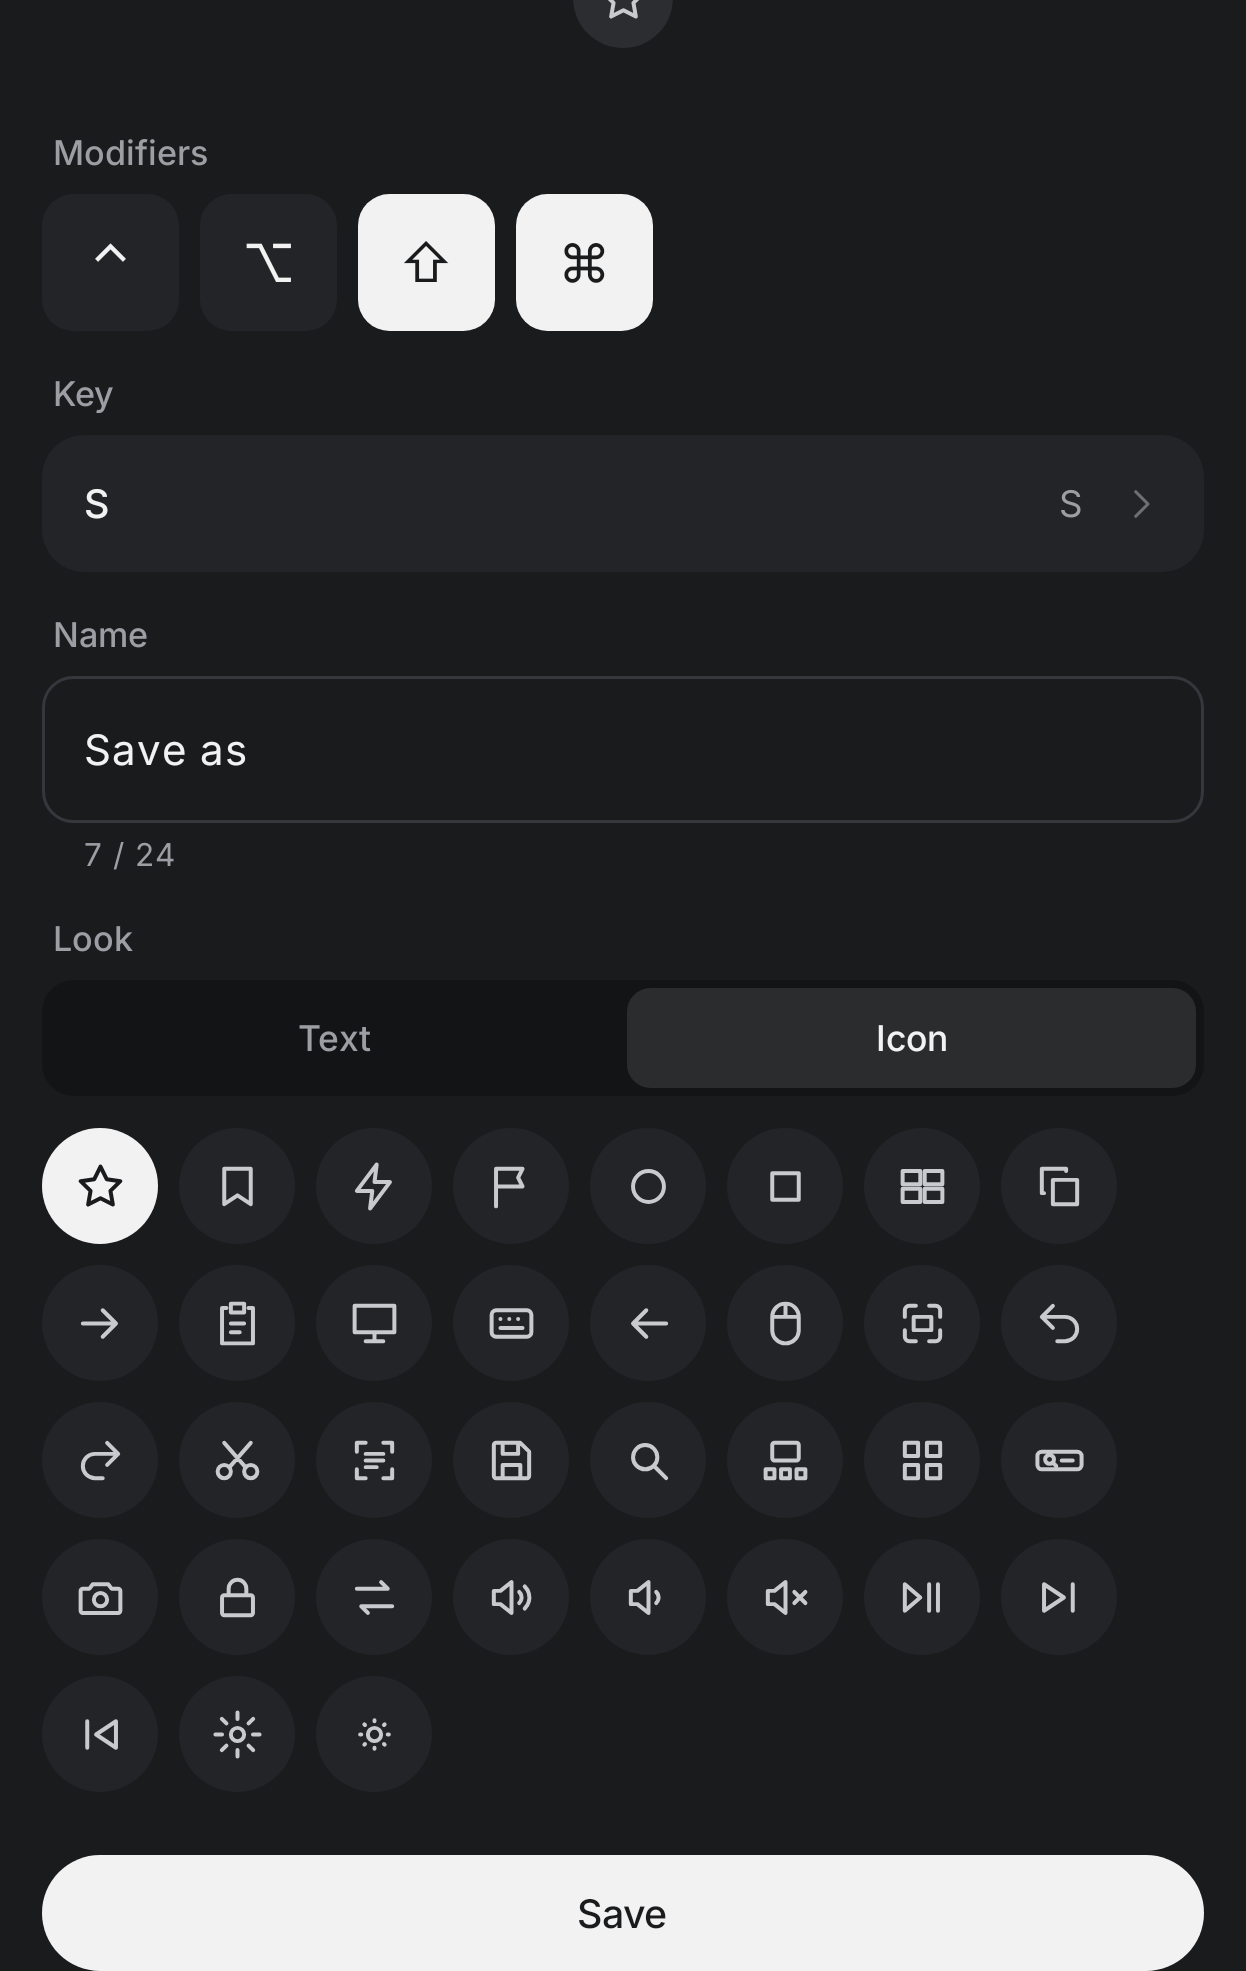 Modifiers
^ ⌥ ⇧ ⌘
Key
S S
Name
Save as
7 / 24
Look
Text Icon
Save